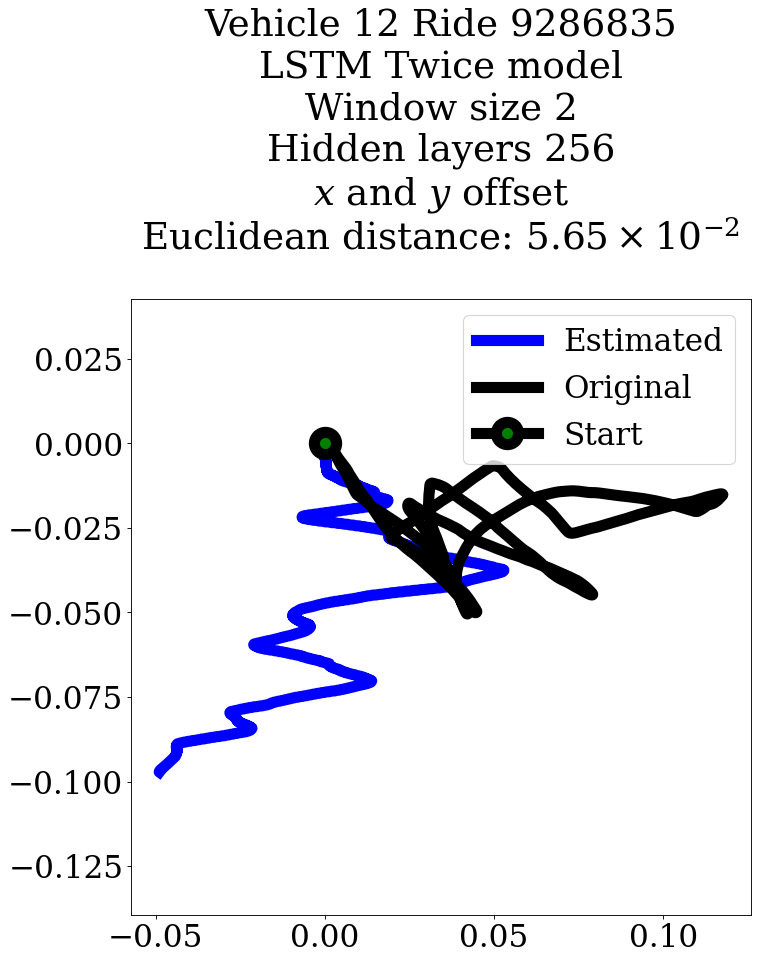 Vehicle 12 Ride 9286835
LSTM Twice model
Window size 2
Hidden layers 256
x and y offset
Euclidean distance: 5.65 × 10⁻²
Estimated
Original
Start
0.025
0.000
−0.025
−0.050
−0.075
−0.100
−0.125
−0.05 0.00 0.05 0.10